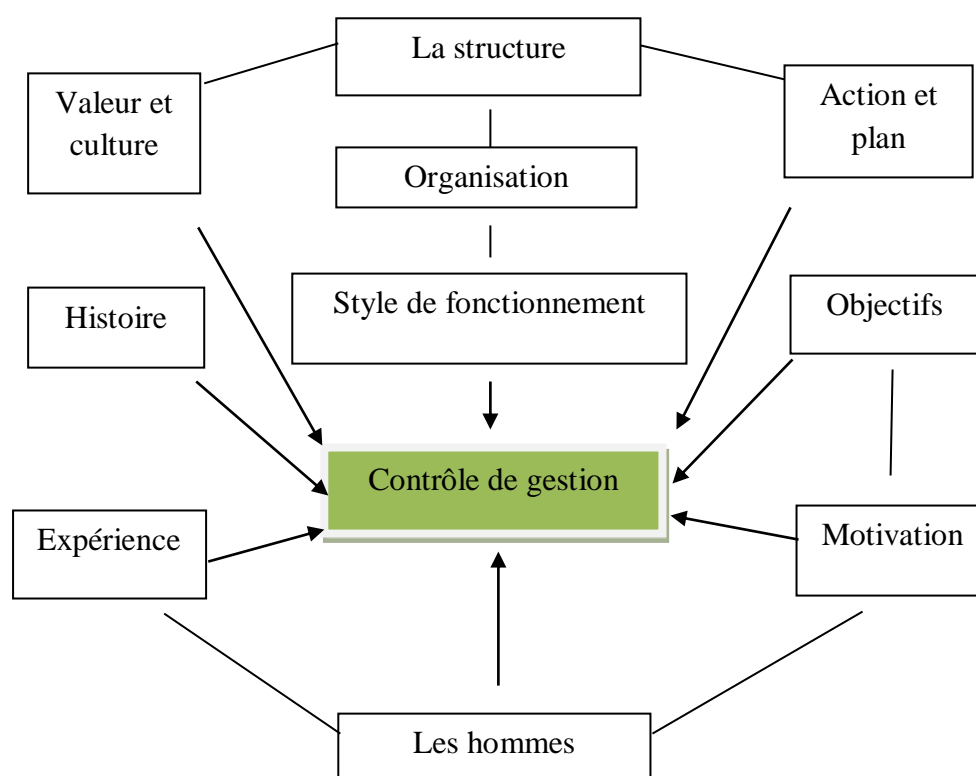 La structure
Valeur et
culture
Action et
plan
Organisation
Style de fonctionnement
Histoire
Objectifs
Contrôle de gestion
Expérience
Motivation
Les hommes